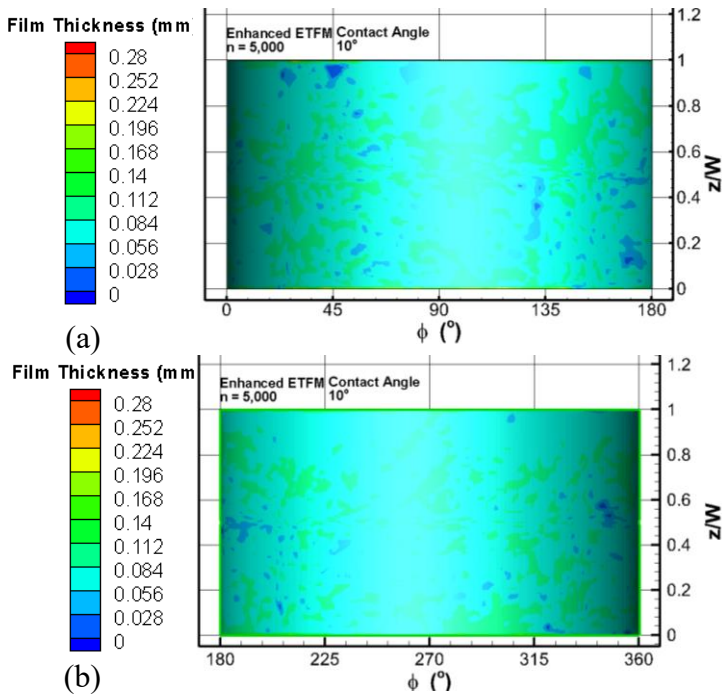 Film Thickness (mm
0.28
0.252
0.224
0.196
0.168
0.14
0.112
0.084
0.056
0.028
0
Enhanced ETFM Contact Angle
n = 5,000 10°
1.2
1
0.8
0.6
0.4
0.2
0
z/W
0 45 90 135 180
ϕ (°)
(a)
Film Thickness (mm
0.28
0.252
0.224
0.196
0.168
0.14
0.112
0.084
0.056
0.028
0
Enhanced ETFM Contact Angle
n = 5,000 10°
1.2
1
0.8
0.6
0.4
0.2
0
z/W
180 225 270 315 360
ϕ (°)
(b)